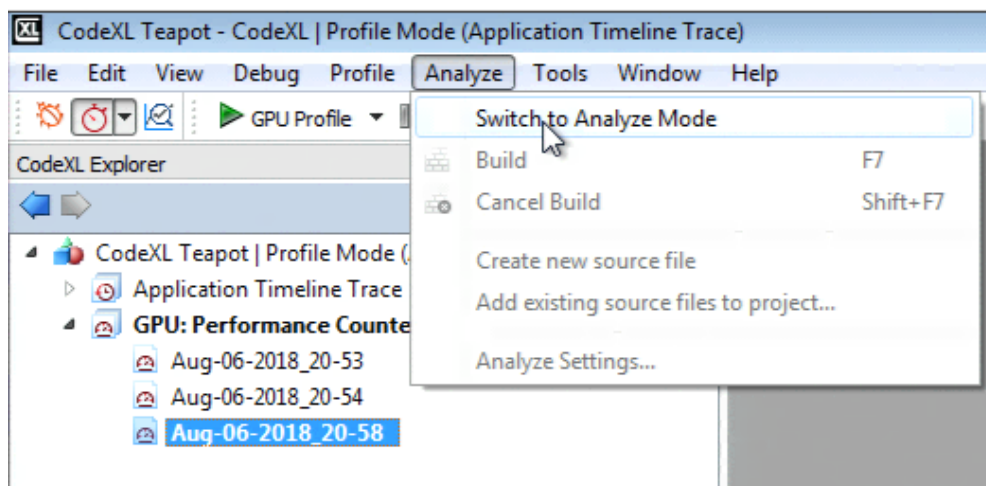 XL CodeXL Teapot - CodeXL | Profile Mode (Application Timeline Trace)
File Edit View Debug Profile Analyze Tools Window Help
GPU Profile
Switch to Analyze Mode
CodeXL Explorer
Build F7
Cancel Build Shift+F7
CodeXL Teapot | Profile Mode (
Create new source file
Application Timeline Trace
Add existing source files to project...
GPU: Performance Counte
Aug-06-2018_20-53
Analyze Settings...
Aug-06-2018_20-54
Aug-06-2018_20-58